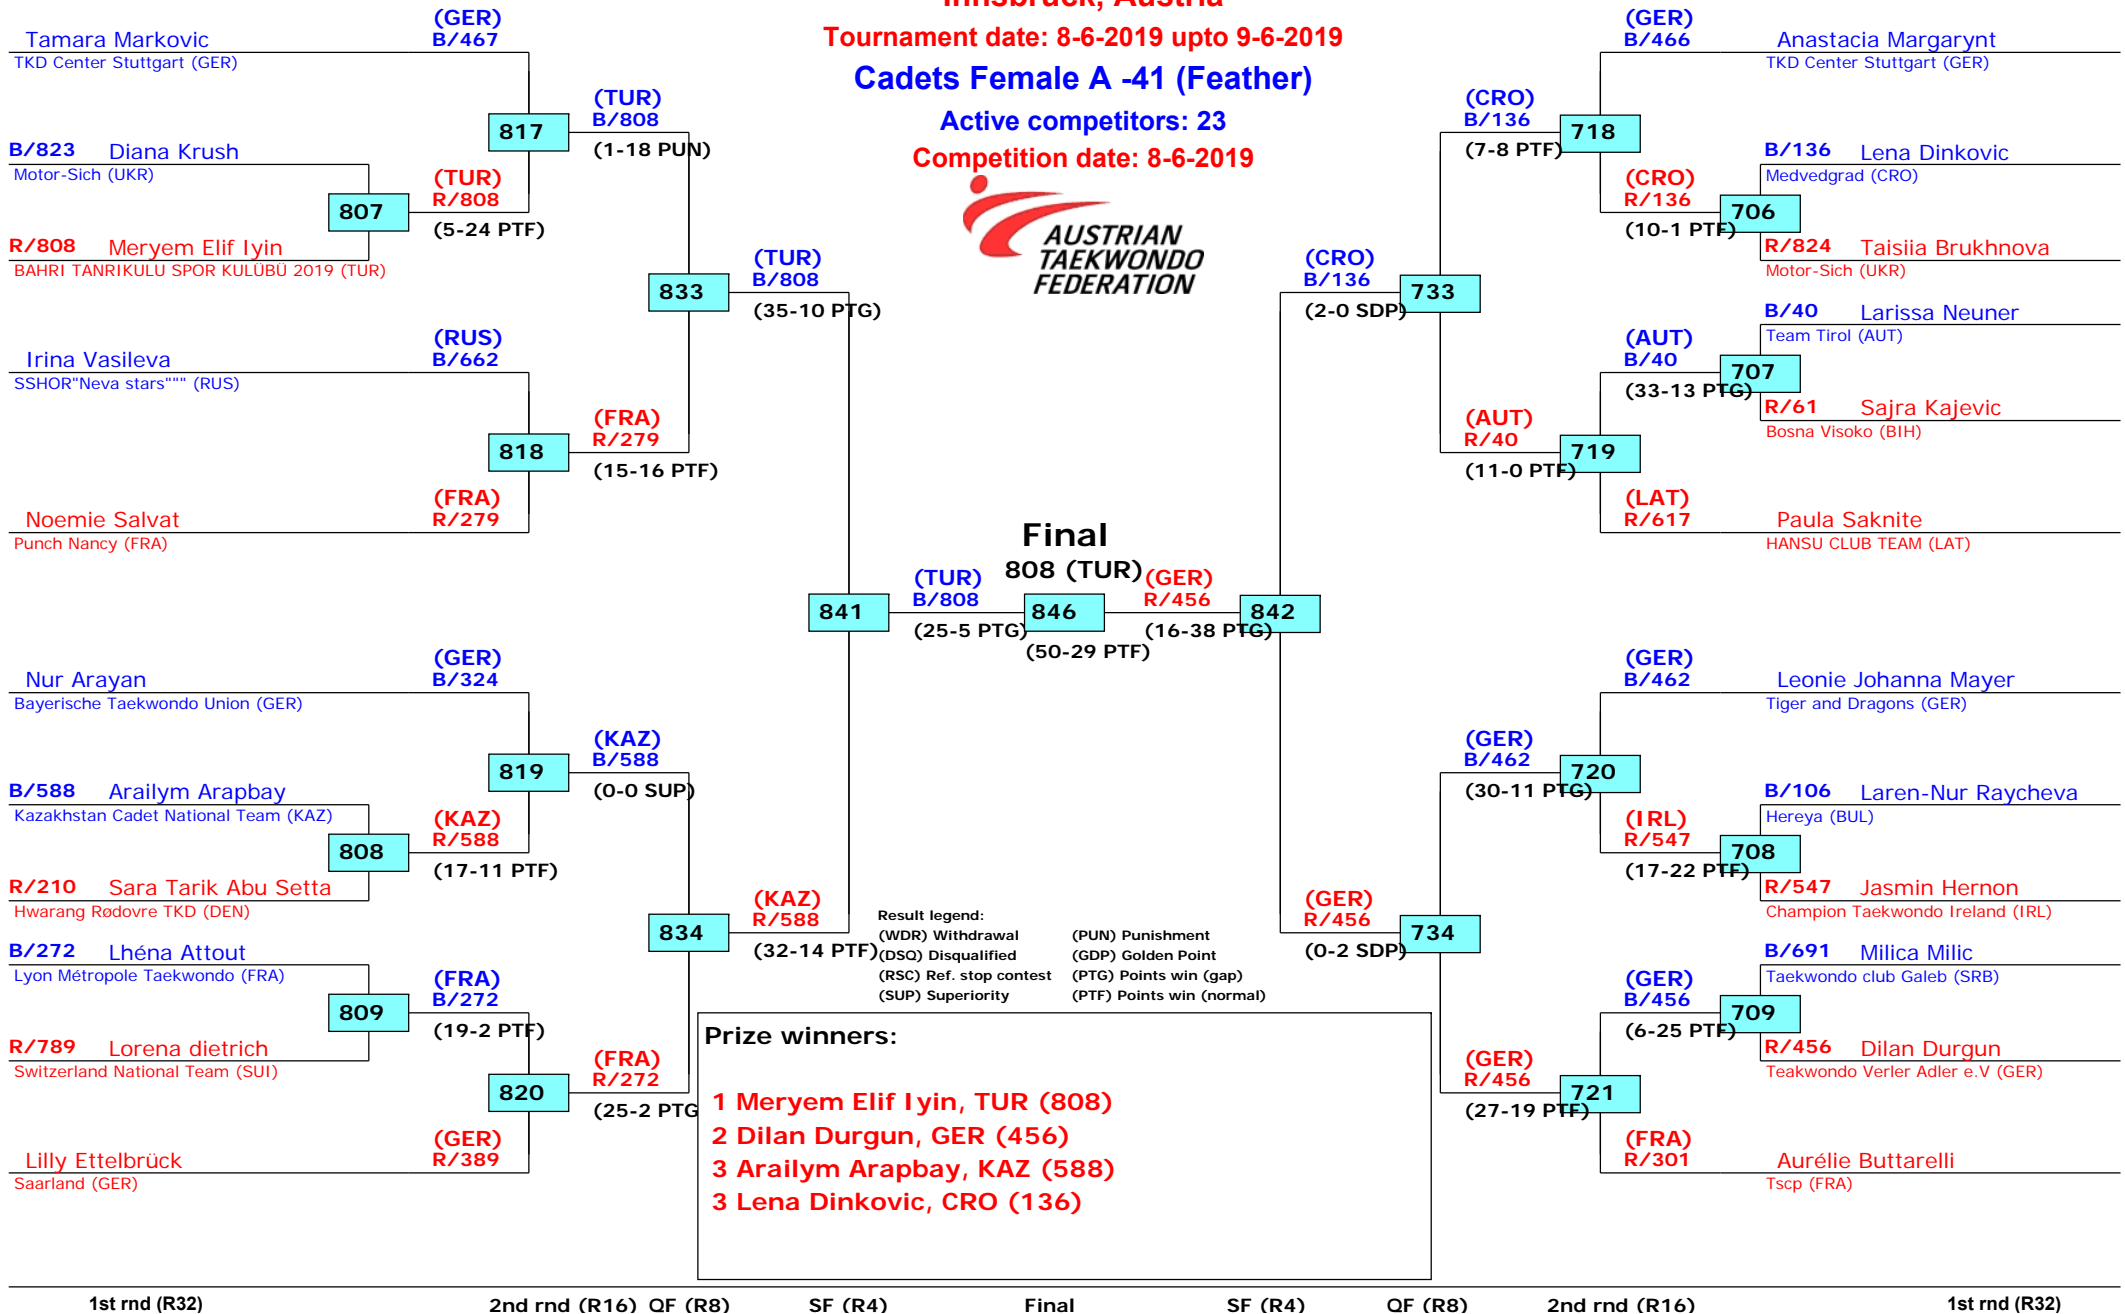 Innsbruck, Austria
Tournament date: 8-6-2019 upto 9-6-2019
Cadets Female A -41 (Feather)
Active competitors: 23
Competition date: 8-6-2019
AUSTRIAN
TAEKWONDO
FEDERATION
Tamara Markovic
TKD Center Stuttgart (GER)
(GER)
B/467
B/823 Diana Krush
Motor-Sich (UKR)
807
R/808 Meryem Elif Iyin
BAHRI TANRIKULU SPOR KULÜBÜ 2019 (TUR)
(TUR)
R/808
(5-24 PTF)
817
(TUR)
B/808
(1-18 PUN)
Irina Vasileva
SSHOR"Neva stars""" (RUS)
(RUS)
B/662
818
Noemie Salvat
Punch Nancy (FRA)
(FRA)
R/279
(FRA)
R/279
(15-16 PTF)
833
(TUR)
B/808
(35-10 PTG)
Nur Arayan
Bayerische Taekwondo Union (GER)
(GER)
B/324
B/588 Arailym Arapbay
Kazakhstan Cadet National Team (KAZ)
808
R/210 Sara Tarik Abu Setta
Hwarang Rødovre TKD (DEN)
(KAZ)
R/588
(17-11 PTF)
819
(KAZ)
B/588
(0-0 SUP)
B/272 Lhéna Attout
Lyon Métropole Taekwondo (FRA)
809
R/789 Lorena dietrich
Switzerland National Team (SUI)
(FRA)
B/272
(19-2 PTF)
820
Lilly Ettelbrück
Saarland (GER)
(GER)
R/389
(FRA)
R/272
(25-2 PTG
834
(KAZ)
R/588
(32-14 PTF)
841
(TUR)
B/808
(25-5 PTG)
Final
808 (TUR)
846
(50-29 PTF)
(GER)
R/456
(16-38 PTG)
842
(CRO)
B/136
(2-0 SDP)
733
(CRO)
B/136
(7-8 PTF)
718
(GER)
B/466
Anastacia Margarynt
TKD Center Stuttgart (GER)
(CRO)
R/136
(10-1 PTF)
706
B/136 Lena Dinkovic
Medvedgrad (CRO)
R/824 Taisiia Brukhnova
Motor-Sich (UKR)
(AUT)
R/40
(11-0 PTF)
719
(AUT)
B/40
(33-13 PTG)
707
B/40 Larissa Neuner
Team Tirol (AUT)
R/61 Sajra Kajevic
Bosna Visoko (BIH)
(LAT)
R/617
Paula Saknite
HANSU CLUB TEAM (LAT)
(GER)
R/456
(0-2 SDP)
734
(GER)
B/462
(30-11 PTG)
720
(GER)
B/462
Leonie Johanna Mayer
Tiger and Dragons (GER)
(IRL)
R/547
(17-22 PTF)
708
B/106 Laren-Nur Raycheva
Hereya (BUL)
R/547 Jasmin Hernon
Champion Taekwondo Ireland (IRL)
(GER)
R/456
(27-19 PTF)
721
(GER)
B/456
(6-25 PTF)
709
B/691 Milica Milic
Taekwondo club Galeb (SRB)
R/456 Dilan Durgun
Teakwondo Verler Adler e.V (GER)
(FRA)
R/301
Aurélie Buttarelli
Tscp (FRA)
Result legend:
(WDR) Withdrawal (PUN) Punishment
(DSQ) Disqualified (GDP) Golden Point
(RSC) Ref. stop contest (PTG) Points win (gap)
(SUP) Superiority (PTF) Points win (normal)
Prize winners:
1 Meryem Elif Iyin, TUR (808)
2 Dilan Durgun, GER (456)
3 Arailym Arapbay, KAZ (588)
3 Lena Dinkovic, CRO (136)
1st rnd (R32) 2nd rnd (R16) QF (R8) SF (R4) Final SF (R4) QF (R8) 2nd rnd (R16) 1st rnd (R32)